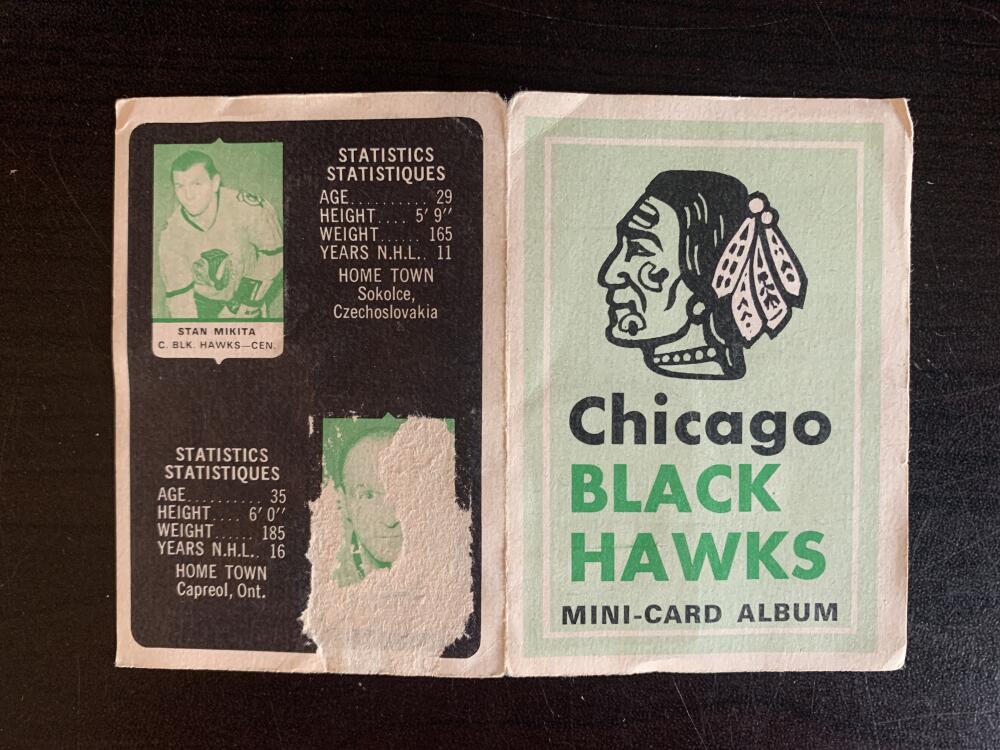 STATISTICS
STATISTIQUES
AGE.......... 29
HEIGHT.... 5' 9"
WEIGHT...... 165
YEARS N.H.L.. 11
HOME TOWN
Sokolce,
Czechoslovakia
STAN MIKITA
C. BLK. HAWKS—CEN.
STATISTICS
STATISTIQUES
AGE.......... 35
HEIGHT.... 6' 0"
WEIGHT...... 185
YEARS N.H.L.. 16
HOME TOWN
Capreol, Ont.
Chicago
BLACK
HAWKS
MINI-CARD ALBUM